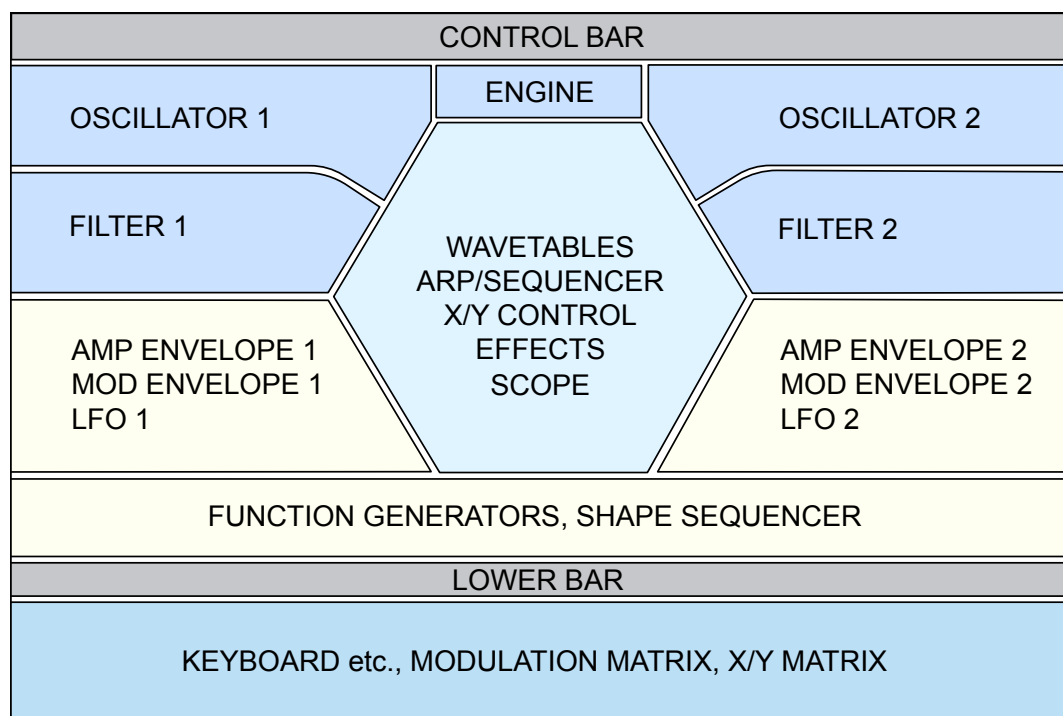 CONTROL BAR
ENGINE
OSCILLATOR 1
OSCILLATOR 2
FILTER 1
FILTER 2
WAVETABLES
ARP/SEQUENCER
X/Y CONTROL
EFFECTS
SCOPE
AMP ENVELOPE 1
MOD ENVELOPE 1
LFO 1
AMP ENVELOPE 2
MOD ENVELOPE 2
LFO 2
FUNCTION GENERATORS, SHAPE SEQUENCER
LOWER BAR
KEYBOARD etc., MODULATION MATRIX, X/Y MATRIX